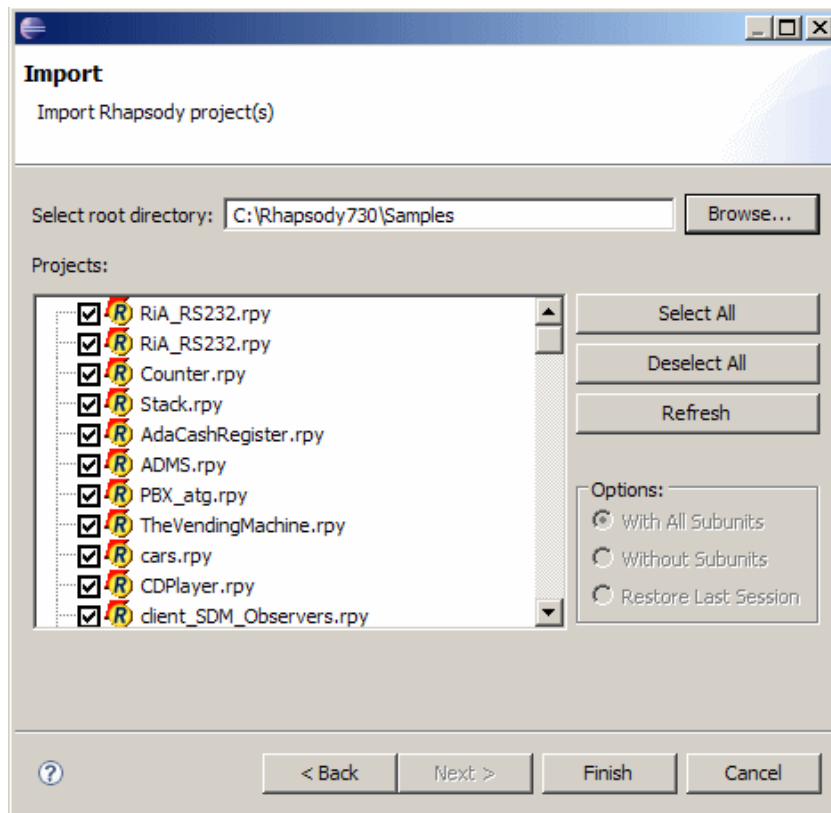 Import
Import Rhapsody project(s)
Select root directory: C:\Rhapsody730\Samples Browse...
Projects:
RiA_RS232.rpy
RiA_RS232.rpy
Counter.rpy
Stack.rpy
AdaCashRegister.rpy
ADMS.rpy
PBX_atg.rpy
TheVendingMachine.rpy
cars.rpy
CDPlayer.rpy
client_SDM_Observers.rpy
Select All
Deselect All
Refresh
Options:
With All Subunits
Without Subunits
Restore Last Session
? < Back Next > Finish Cancel